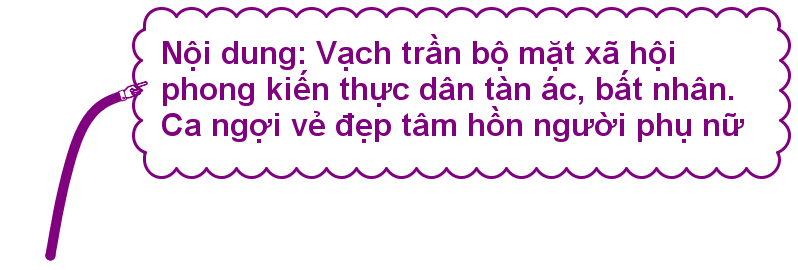 Nội dung: Vạch trần bộ mặt xã hội
phong kiến thực dân tàn ác, bất nhân.
Ca ngợi vẻ đẹp tâm hồn người phụ nữ